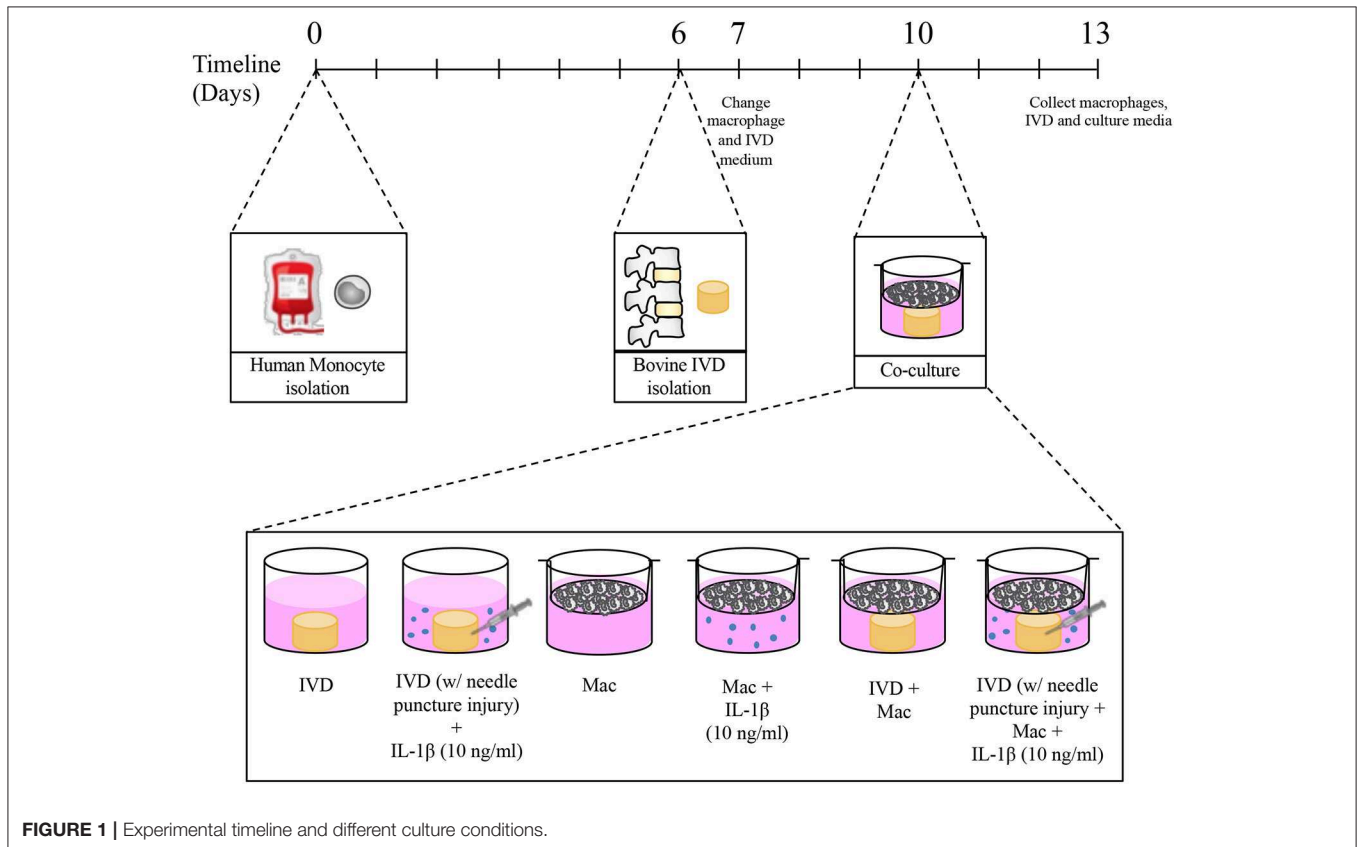 0 6 7 10 13
Timeline
(Days)
Change
macrophage
and IVD
medium
Collect macrophages,
IVD and culture media
Human Monocyte
isolation
Bovine IVD
isolation
Co-culture
IVD
IVD (w/ needle
puncture injury)
+
IL-1β (10 ng/ml)
Mac
Mac +
IL-1β
(10 ng/ml)
IVD +
Mac
IVD (w/ needle
puncture injury +
Mac +
IL-1β (10 ng/ml)
FIGURE 1 | Experimental timeline and different culture conditions.